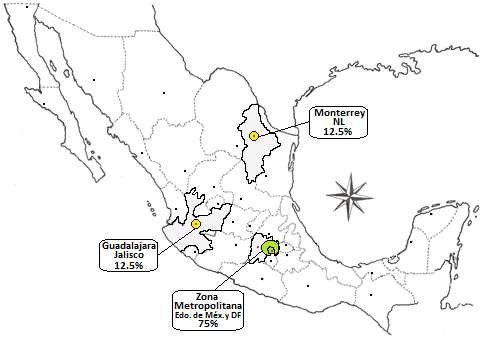 Monterrey
NL
12.5%
Guadalajara
Jalisco
12.5%
Zona
Metropolitana
Edo. de Méx. y DF
75%